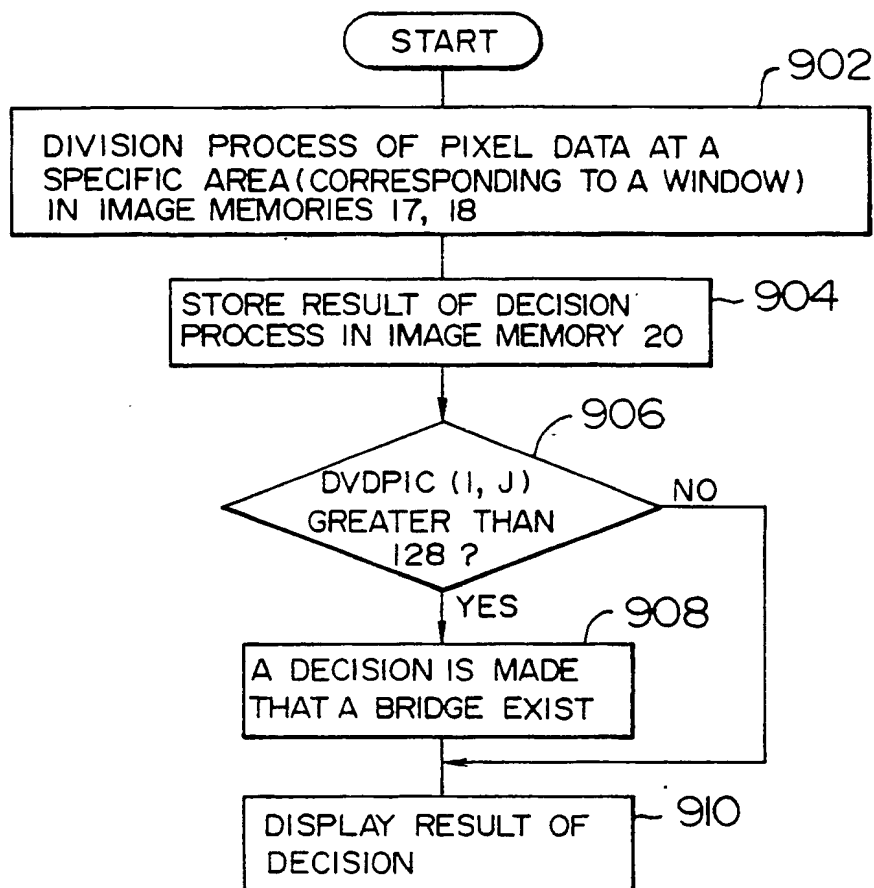 START
902
DIVISION PROCESS OF PIXEL DATA AT A
SPECIFIC AREA (CORRESPONDING TO A WINDOW)
IN IMAGE MEMORIES 17, 18
904
STORE RESULT OF DECISION
PROCESS IN IMAGE MEMORY 20
906
DVDPIC (I, J)
GREATER THAN
128 ?
NO
YES
908
A DECISION IS MADE
THAT A BRIDGE EXIST
910
DISPLAY RESULT OF
DECISION